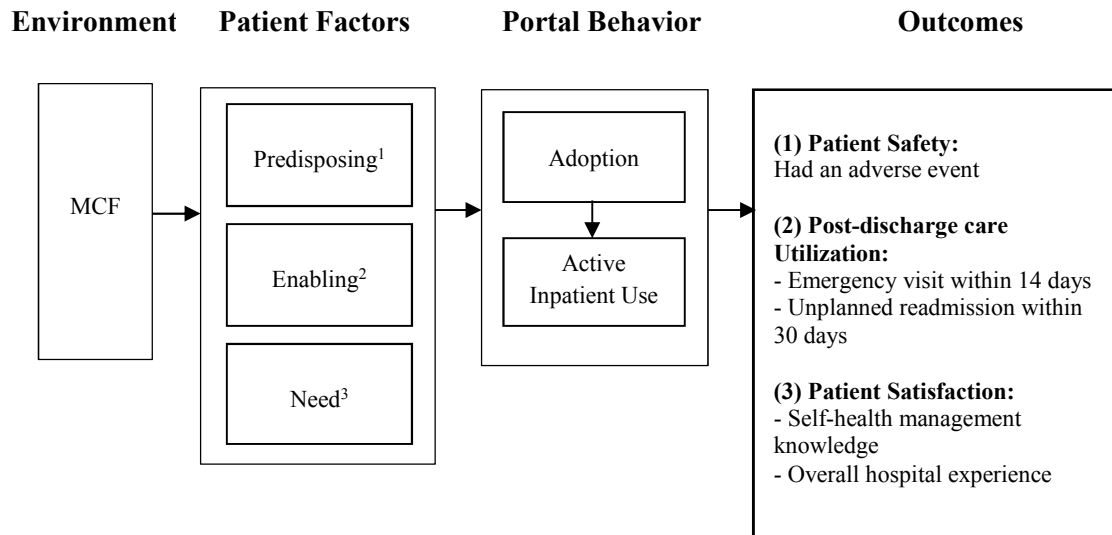 Environment
Patient Factors
Portal Behavior
Outcomes
MCF
Predisposing1
Enabling2
Need3
Adoption
Active
Inpatient Use
(1) Patient Safety:
Had an adverse event
(2) Post-discharge care
Utilization:
- Emergency visit within 14 days
- Unplanned readmission within
30 days
(3) Patient Satisfaction:
- Self-health management
knowledge
- Overall hospital experience